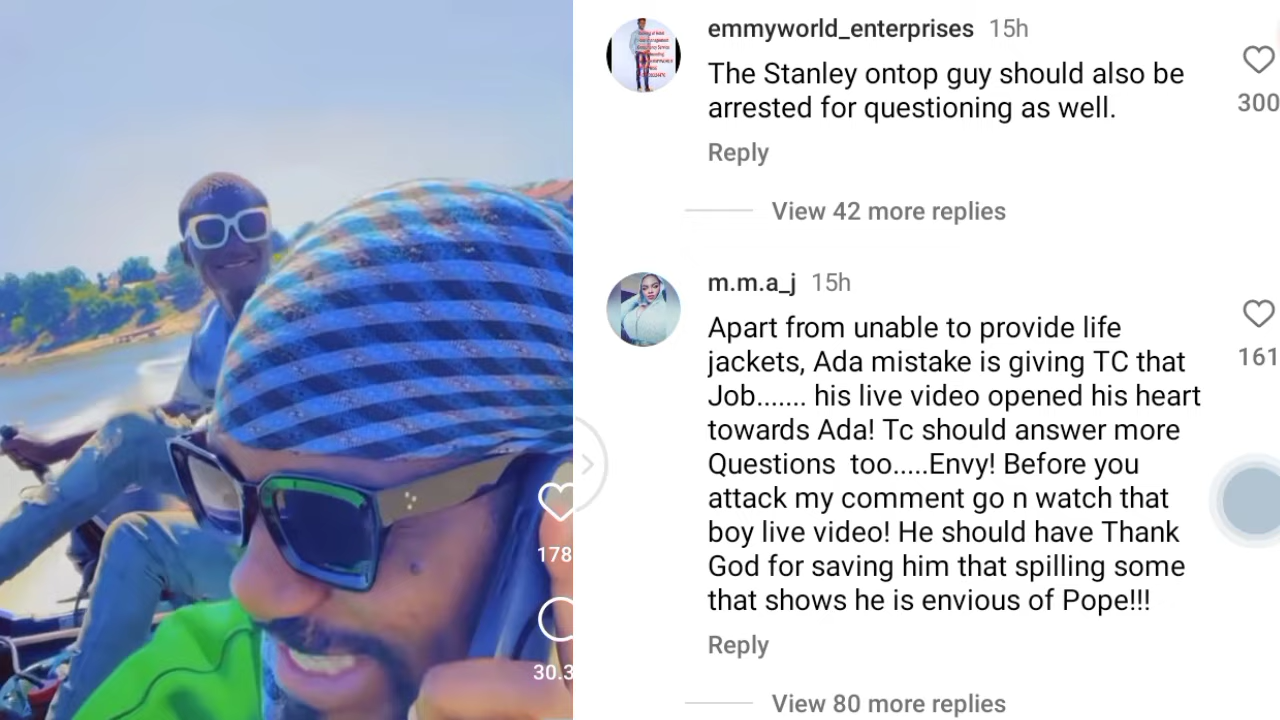 178
30.3
emmyworld_enterprises 15h
The Stanley ontop guy should also be
arrested for questioning as well.
300
Reply
View 42 more replies
m.m.a_j 15h
Apart from unable to provide life
jackets, Ada mistake is giving TC that
161
Job....... his live video opened his heart
towards Ada! Tc should answer more
Questions too.....Envy! Before you
attack my comment go n watch that
boy live video! He should have Thank
God for saving him that spilling some
that shows he is envious of Pope!!!
Reply
View 80 more replies